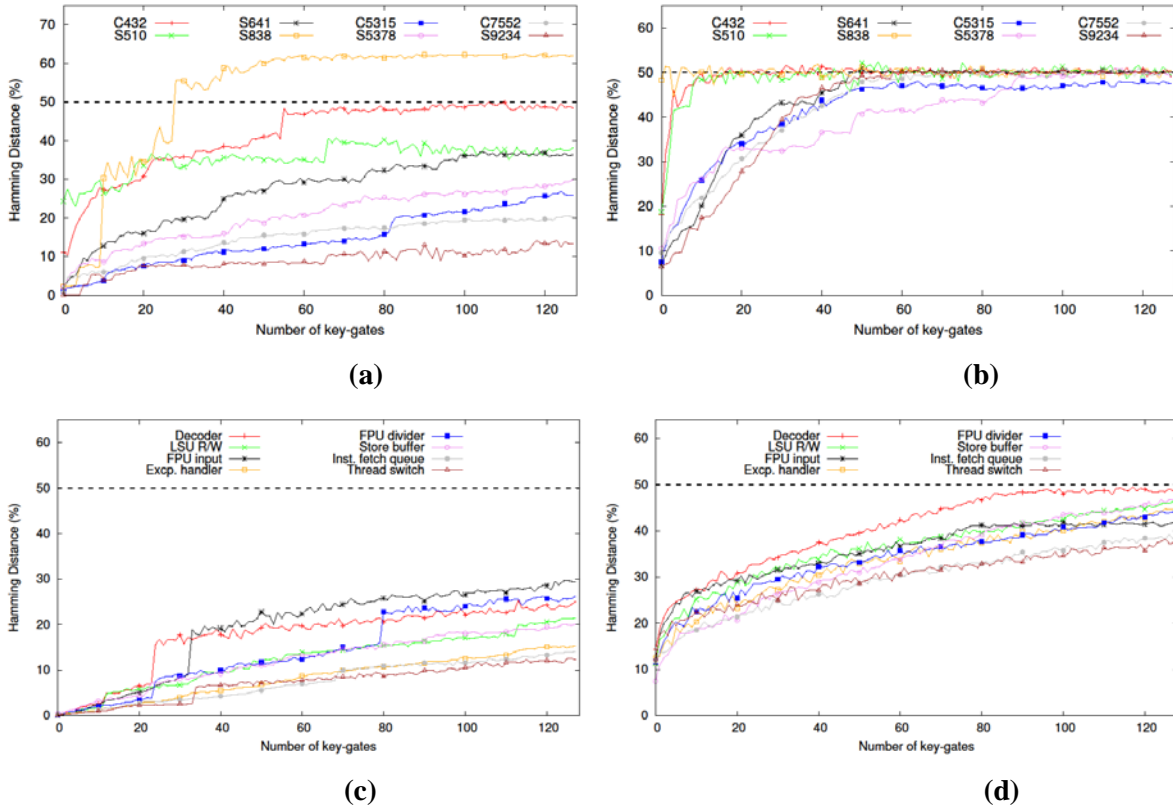 C432 S641 C5315 C7552
S510 S838 S5378 S9234
Hamming Distance (%)
70
60
50
40
30
20
10
0
0 20 40 60 80 100 120
Number of key-gates
(a)
C432 S641 C5315 C7552
S510 S838 S5378 S9234
Hamming Distance (%)
60
50
40
30
20
10
0
0 20 40 60 80 100 120
Number of key-gates
(b)
Decoder FPU divider
LSU R/W Store buffer
FPU input Inst. fetch queue
Excp. handler Thread switch
Hamming Distance (%)
60
50
40
30
20
10
0
0 20 40 60 80 100 120
Number of key-gates
(c)
Decoder FPU divider
LSU R/W Store buffer
FPU input Inst. fetch queue
Excp. handler Thread switch
Hamming Distance (%)
60
50
40
30
20
10
0
0 20 40 60 80 100 120
Number of key-gates
(d)